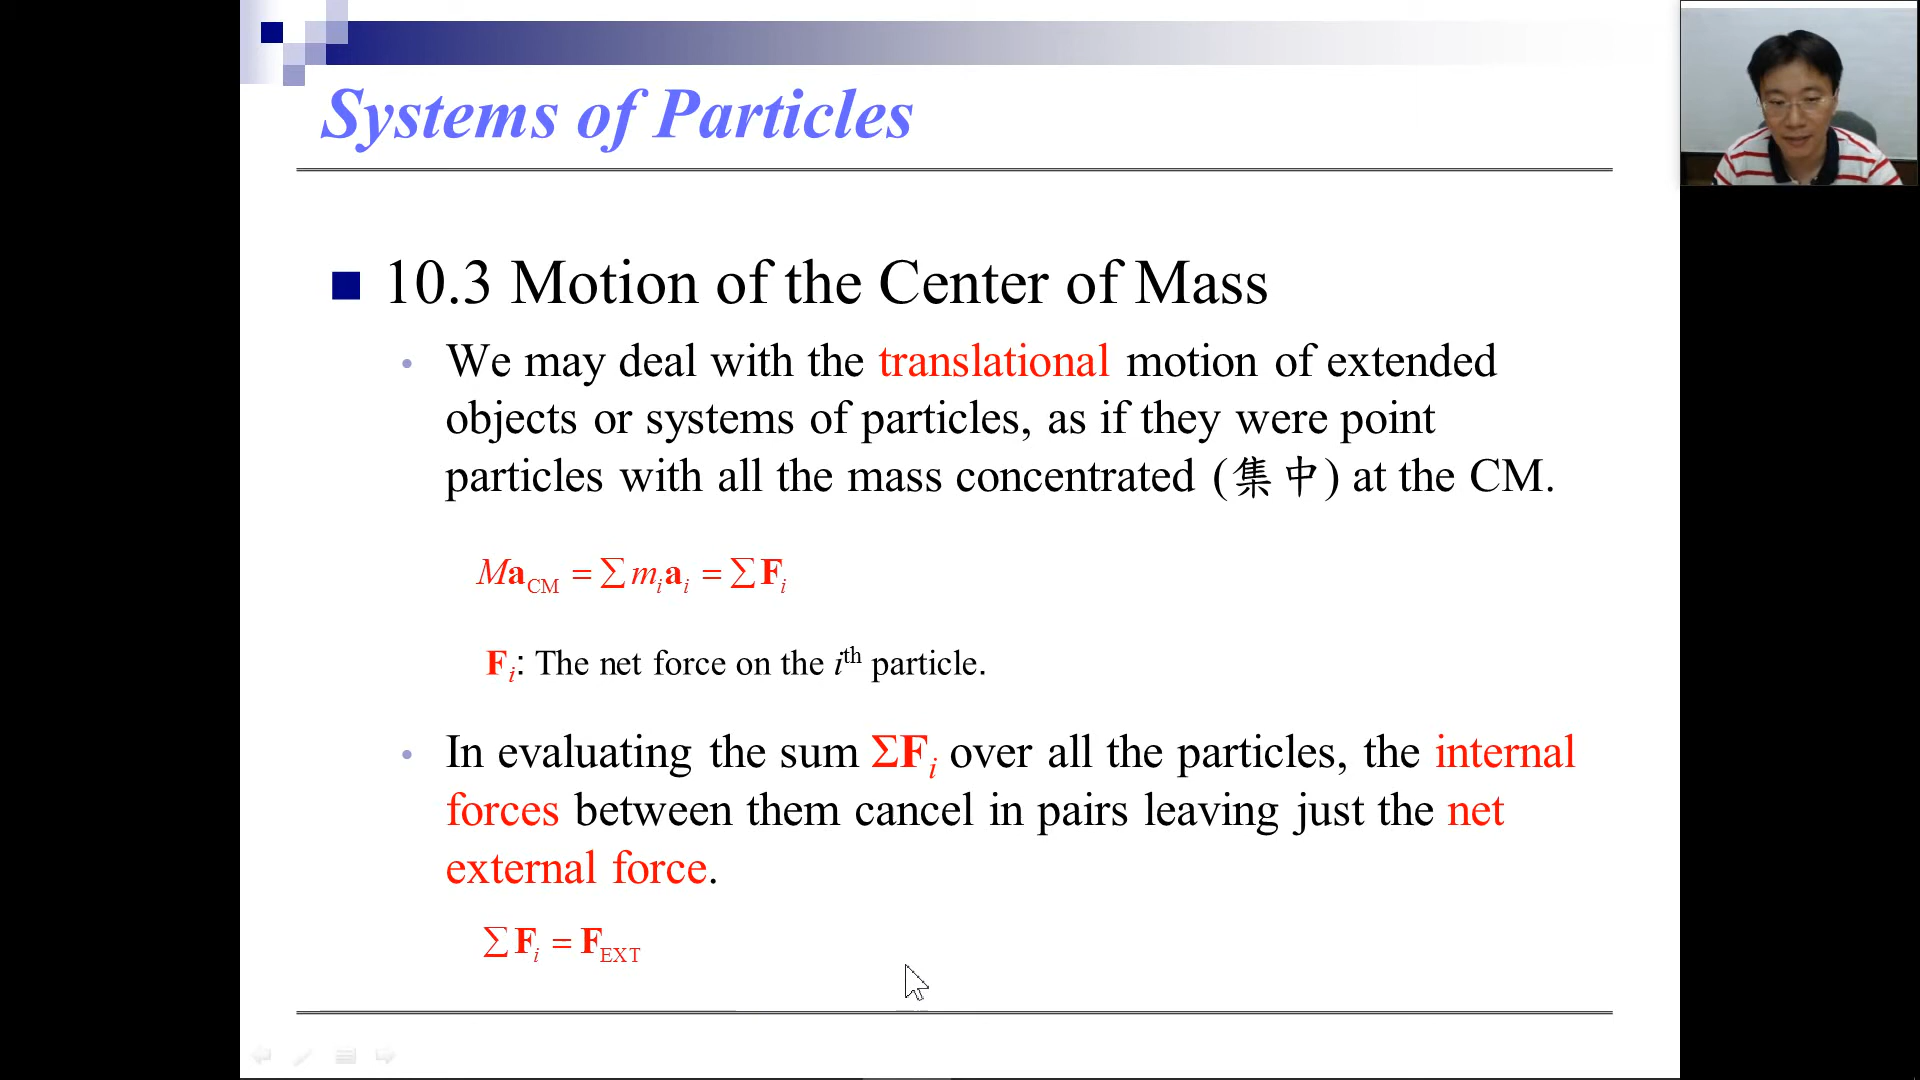 Systems of Particles
10.3 Motion of the Center of Mass
We may deal with the translational motion of extended
objects or systems of particles, as if they were point
particles with all the mass concentrated (集中) at the CM.
Ma_CM = ∑ m_i a_i = ∑ F_i
F_i: The net force on the i^th particle.
In evaluating the sum ΣF_i over all the particles, the internal
forces between them cancel in pairs leaving just the net
external force.
∑ F_i = F_EXT